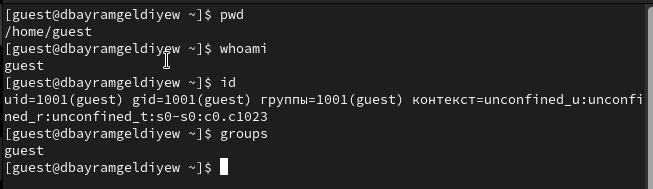 [guest@dbayramgeldiyew ~]$ pwd
/home/guest
[guest@dbayramgeldiyew ~]$ whoami
guest
[guest@dbayramgeldiyew ~]$ id
uid=1001(guest) gid=1001(guest) группы=1001(guest) контекст=unconfined_u:unconfi
ned_r:unconfined_t:s0-s0:c0.c1023
[guest@dbayramgeldiyew ~]$ groups
guest
[guest@dbayramgeldiyew ~]$